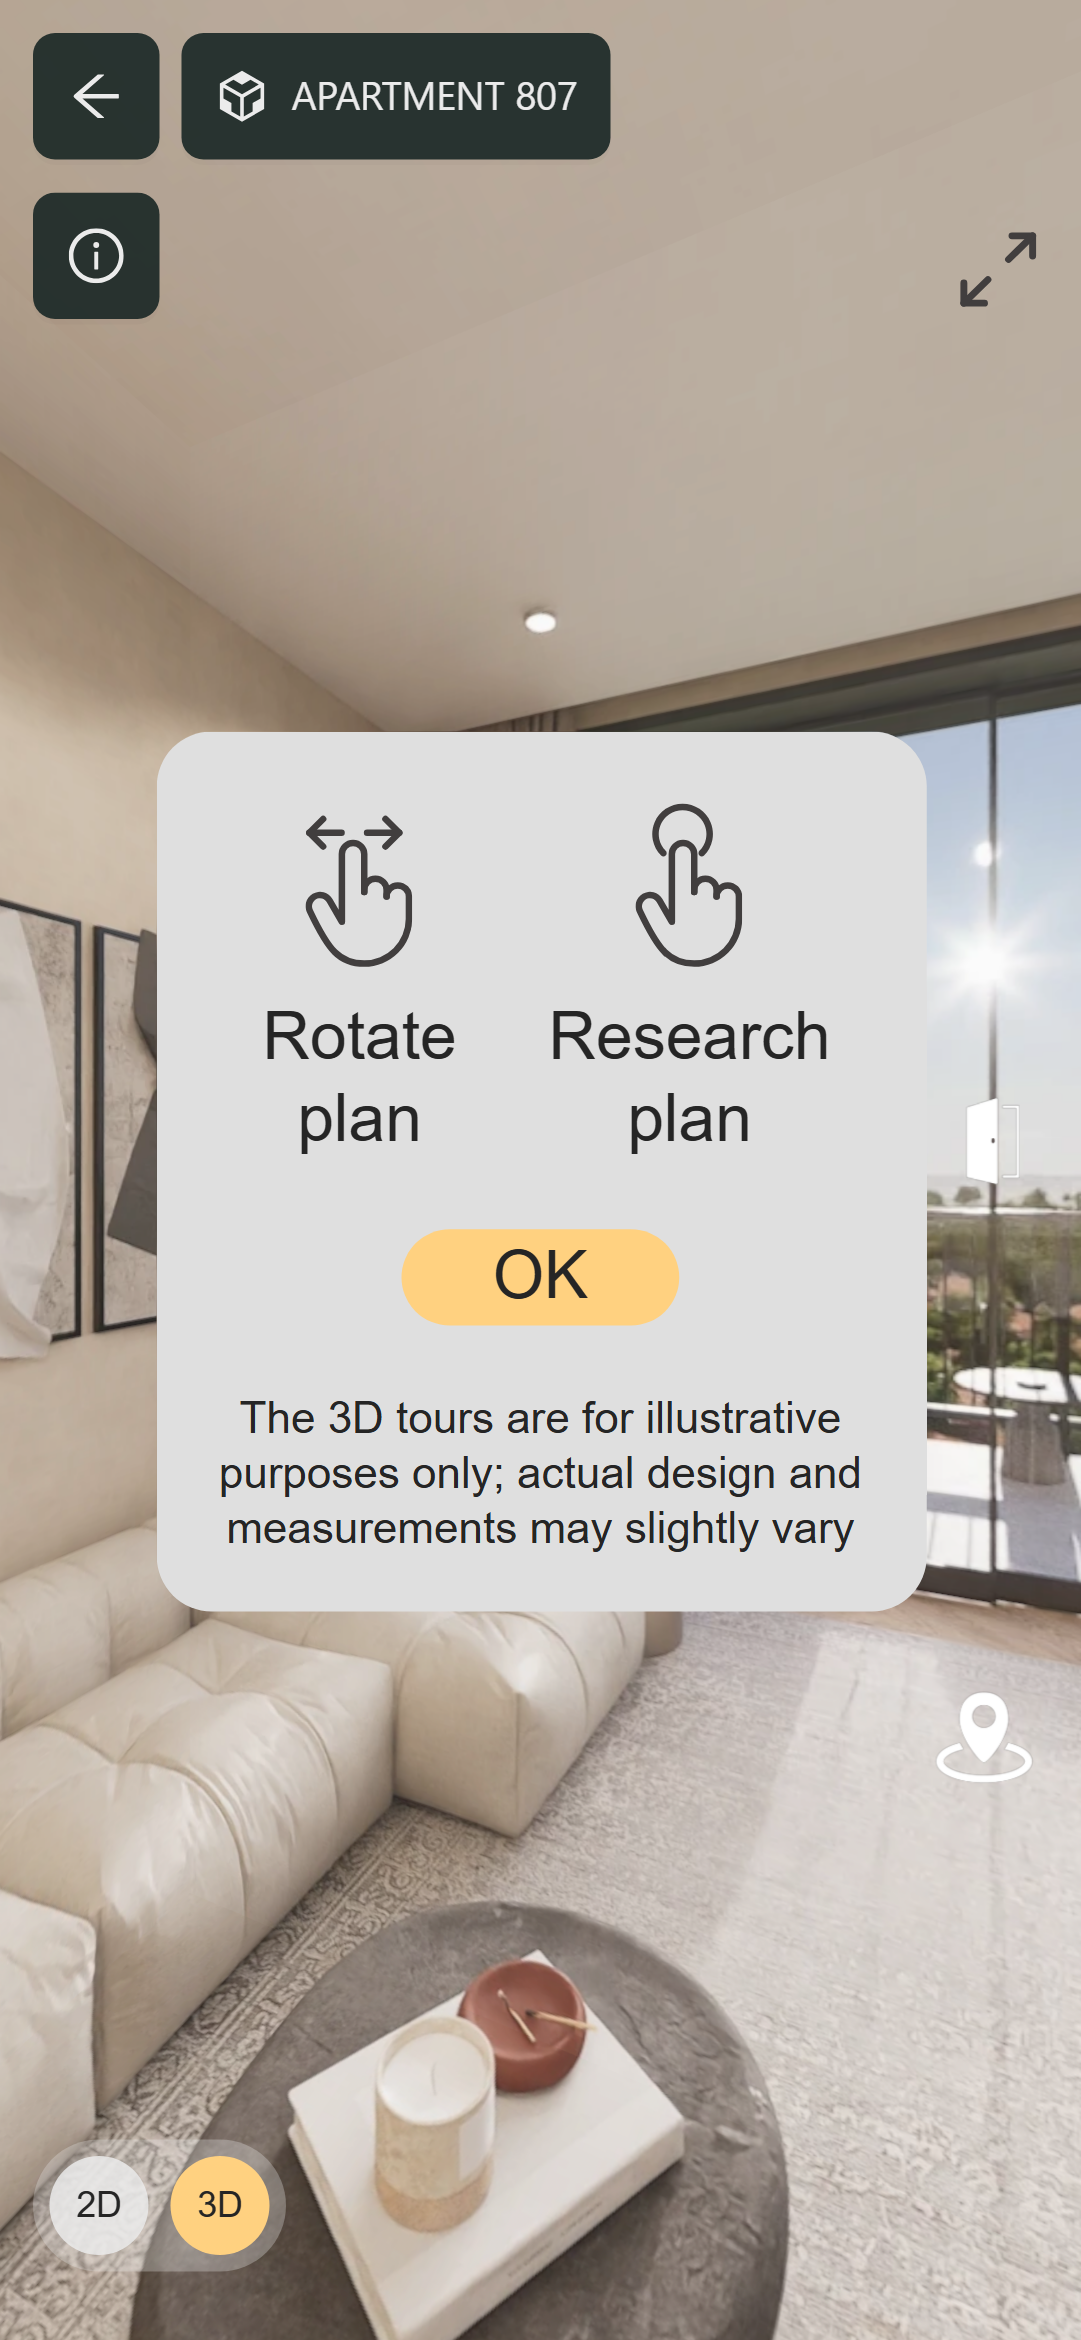 APARTMENT 807
Rotate
plan
Research
plan
OK
The 3D tours are for illustrative
purposes only; actual design and
measurements may slightly vary
2D
3D